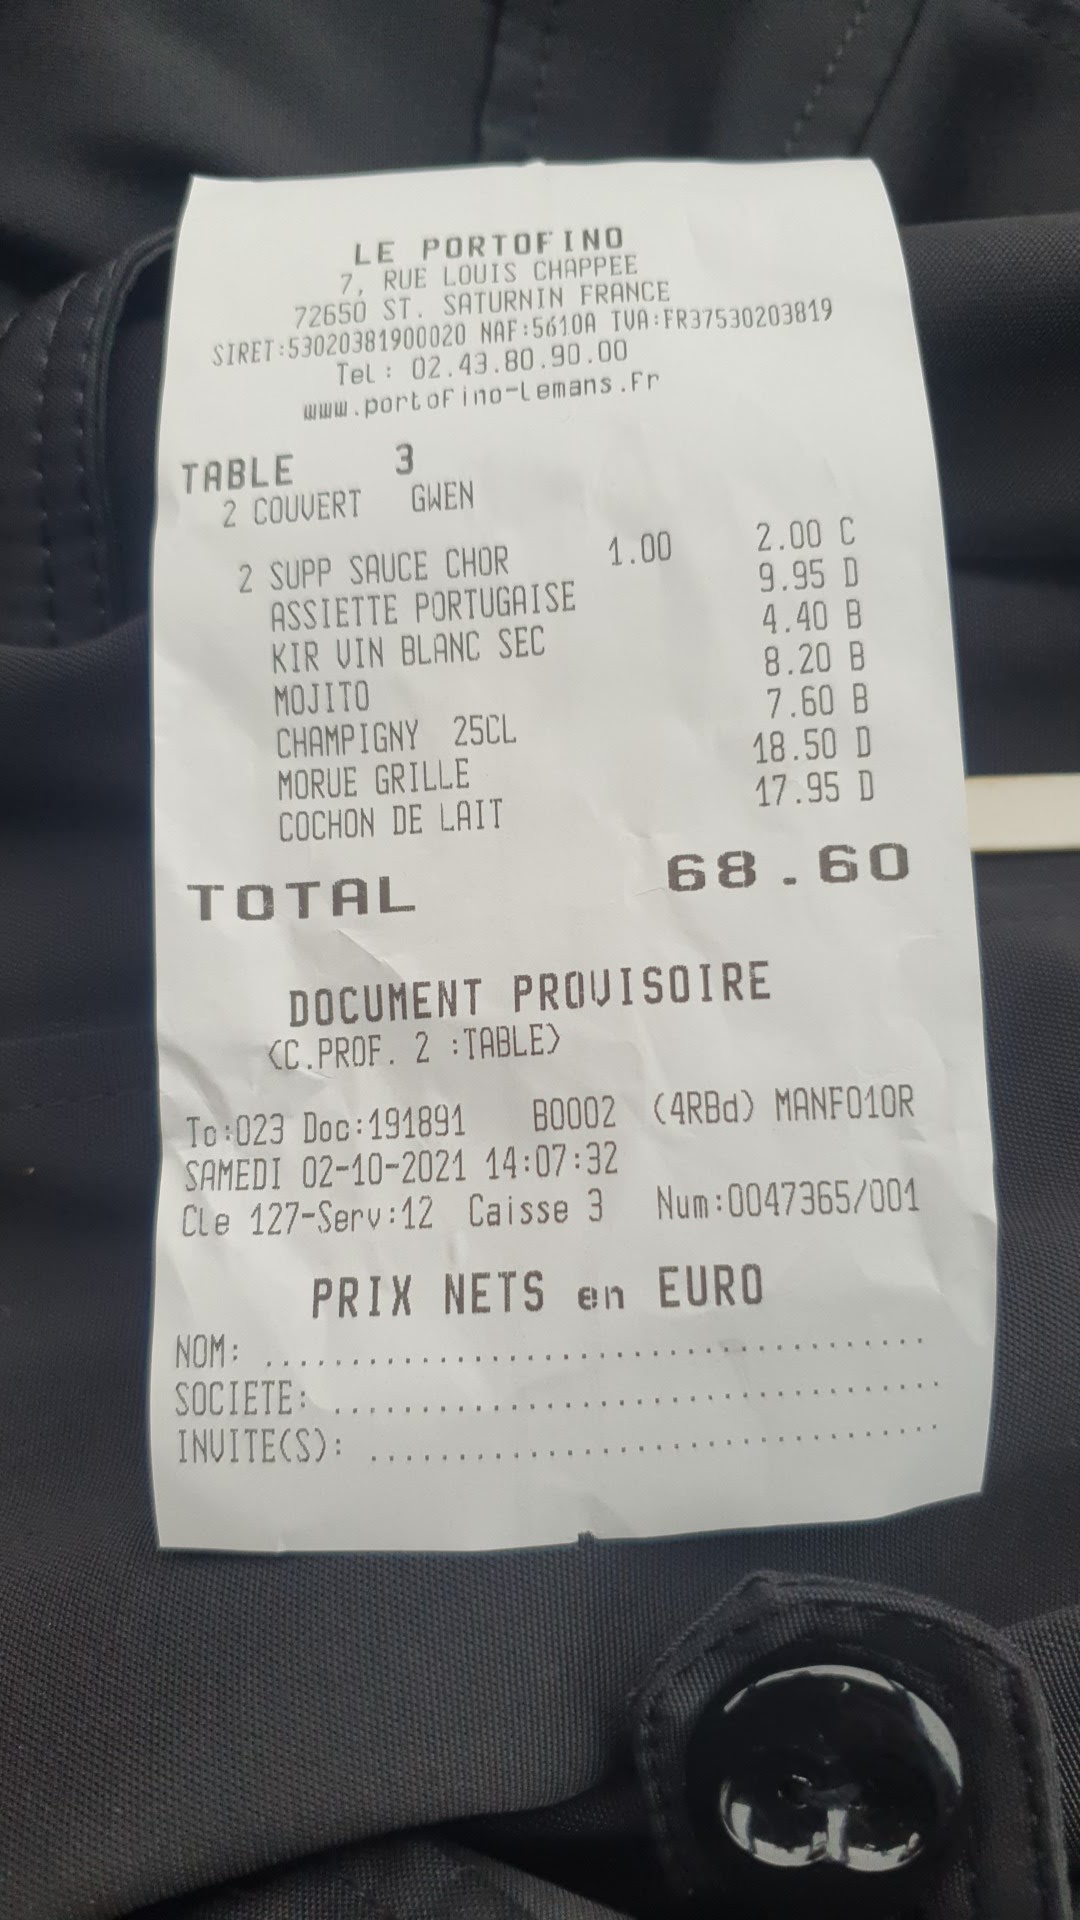 LE PORTOFINO
7, RUE LOUIS CHAPPEE
72650 ST. SATURNIN FRANCE
SIRET:53020381900020 NAF:5610A TVA:FR37530203819
Tel: 02.43.80.90.00
www.portofino-lemans.fr
TABLE 3
2 COUVERT GWEN
2 SUPP SAUCE CHOR 1.00 2.00 C
ASSIETTE PORTUGAISE 9.95 D
KIR VIN BLANC SEC 4.40 B
MOJITO 8.20 B
CHAMPIGNY 25CL 7.60 B
MORUE GRILLE 18.50 D
COCHON DE LAIT 17.95 D
TOTAL 68.60
DOCUMENT PROVISOIRE
<C.PROF. 2 :TABLE>
To:023 Doc:191891 B0002 (4RBd) MANF010R
SAMEDI 02-10-2021 14:07:32
Cle 127-Serv:12 Caisse 3 Num:0047365/001
PRIX NETS en EURO
NOM: ......................................
SOCIETE: ..................................
INVITE(S): ................................